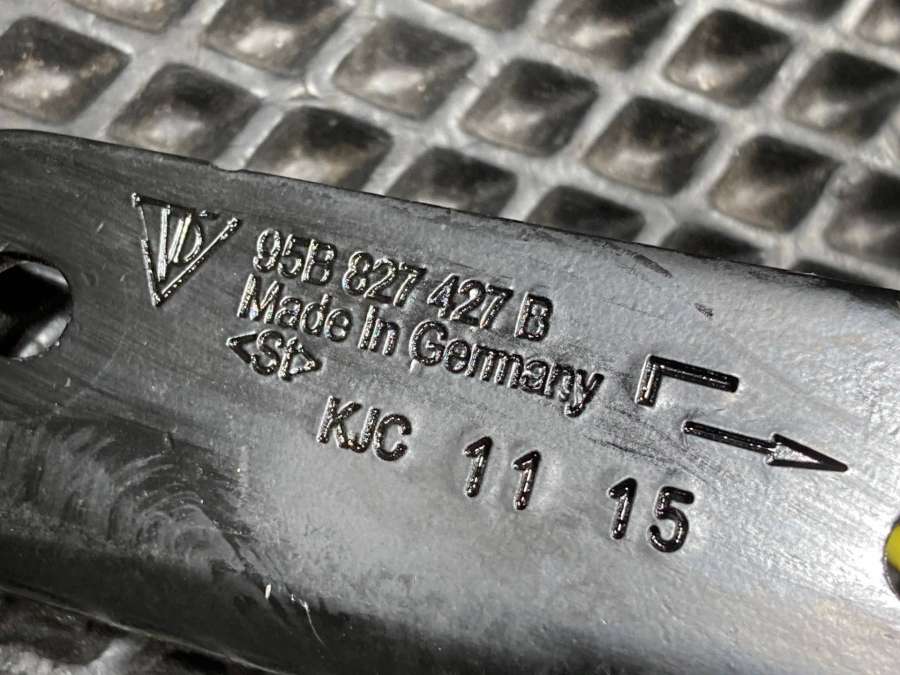 95B 827 427 B
Made In Germany
<St>
KJC 11 15
L